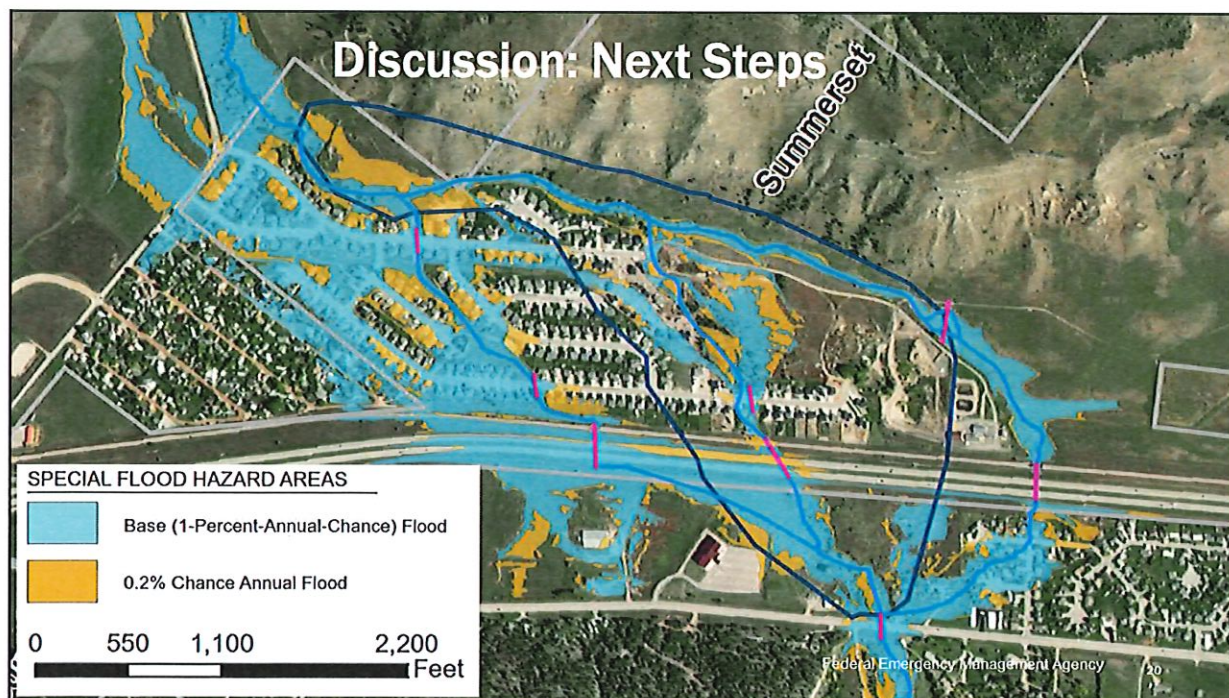 Discussion: Next Steps
Summerset
SPECIAL FLOOD HAZARD AREAS
Base (1-Percent-Annual-Chance) Flood
0.2% Chance Annual Flood
0 550 1,100 2,200
Feet
Federal Emergency Management Agency
20